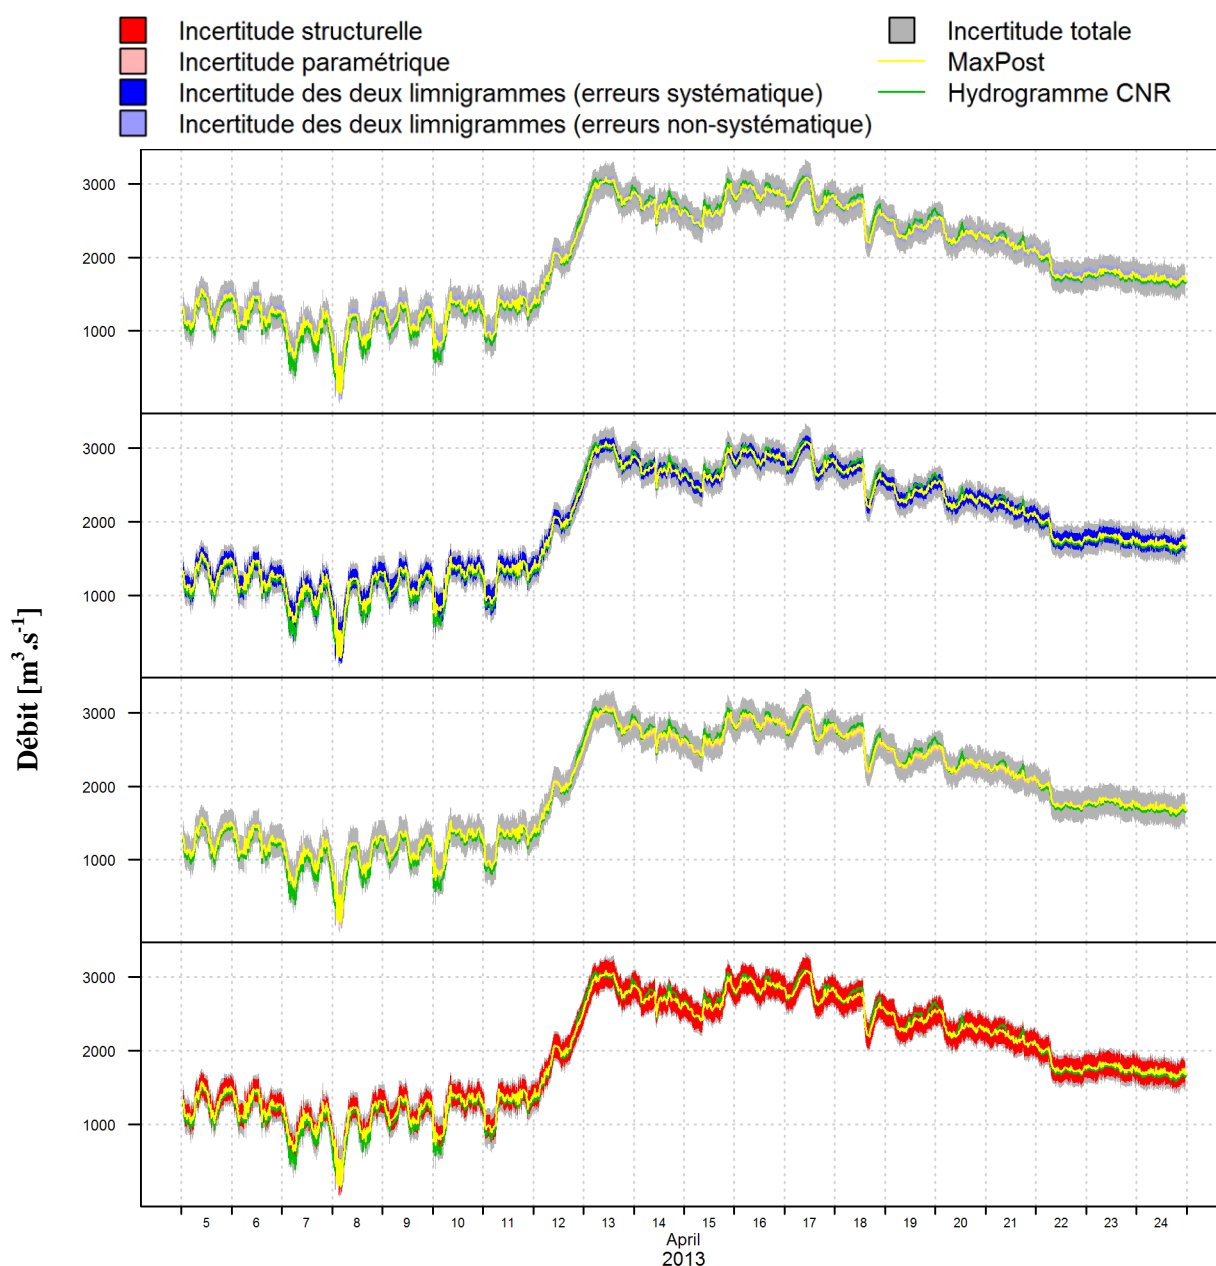 Incertitude structurelle
Incertitude paramétrique
Incertitude des deux limnigrammes (erreurs systématique)
Incertitude des deux limnigrammes (erreurs non-systématique)
Incertitude totale
MaxPost
Hydrogramme CNR
Débit [m³.s⁻¹]
3000
2000
1000
3000
2000
1000
3000
2000
1000
3000
2000
1000
5 6 7 8 9 10 11 12 13 14 15 16 17 18 19 20 21 22 23 24
April
2013